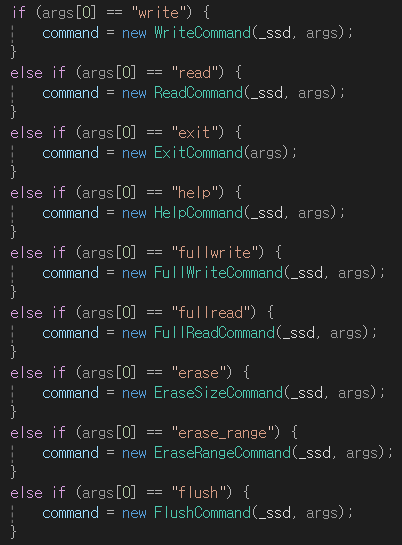 if (args[0] == "write") {
    command = new WriteCommand(_ssd, args);
}
else if (args[0] == "read") {
    command = new ReadCommand(_ssd, args);
}
else if (args[0] == "exit") {
    command = new ExitCommand(args);
}
else if (args[0] == "help") {
    command = new HelpCommand(_ssd, args);
}
else if (args[0] == "fullwrite") {
    command = new FullWriteCommand(_ssd, args);
}
else if (args[0] == "fullread") {
    command = new FullReadCommand(_ssd, args);
}
else if (args[0] == "erase") {
    command = new EraseSizeCommand(_ssd, args);
}
else if (args[0] == "erase_range") {
    command = new EraseRangeCommand(_ssd, args);
}
else if (args[0] == "flush") {
    command = new FlushCommand(_ssd, args);
}